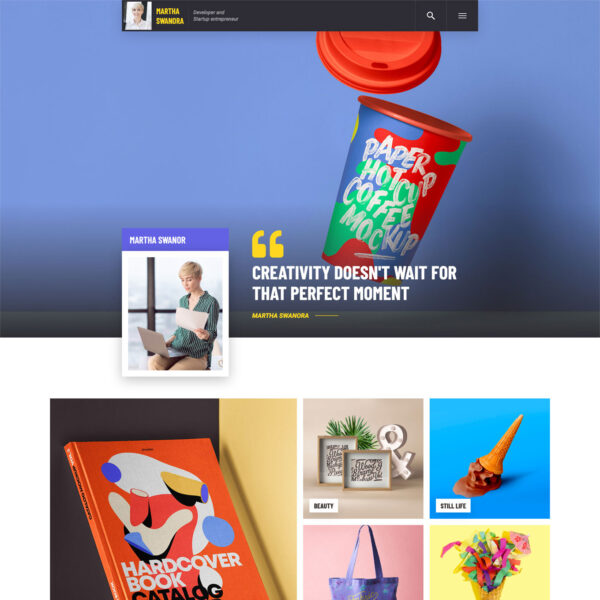 MARTHA
SWANORA
Developer and
Startup entrepreneur
PAPER
HOT CUP
COFFEE
MOCKUP
MARTHA SWANOR
CREATIVITY DOESN'T WAIT FOR
THAT PERFECT MOMENT
MARTHA SWANORA
&
BEAUTY
STILL LIFE
HARDCOVER
BOOK
CATALOG